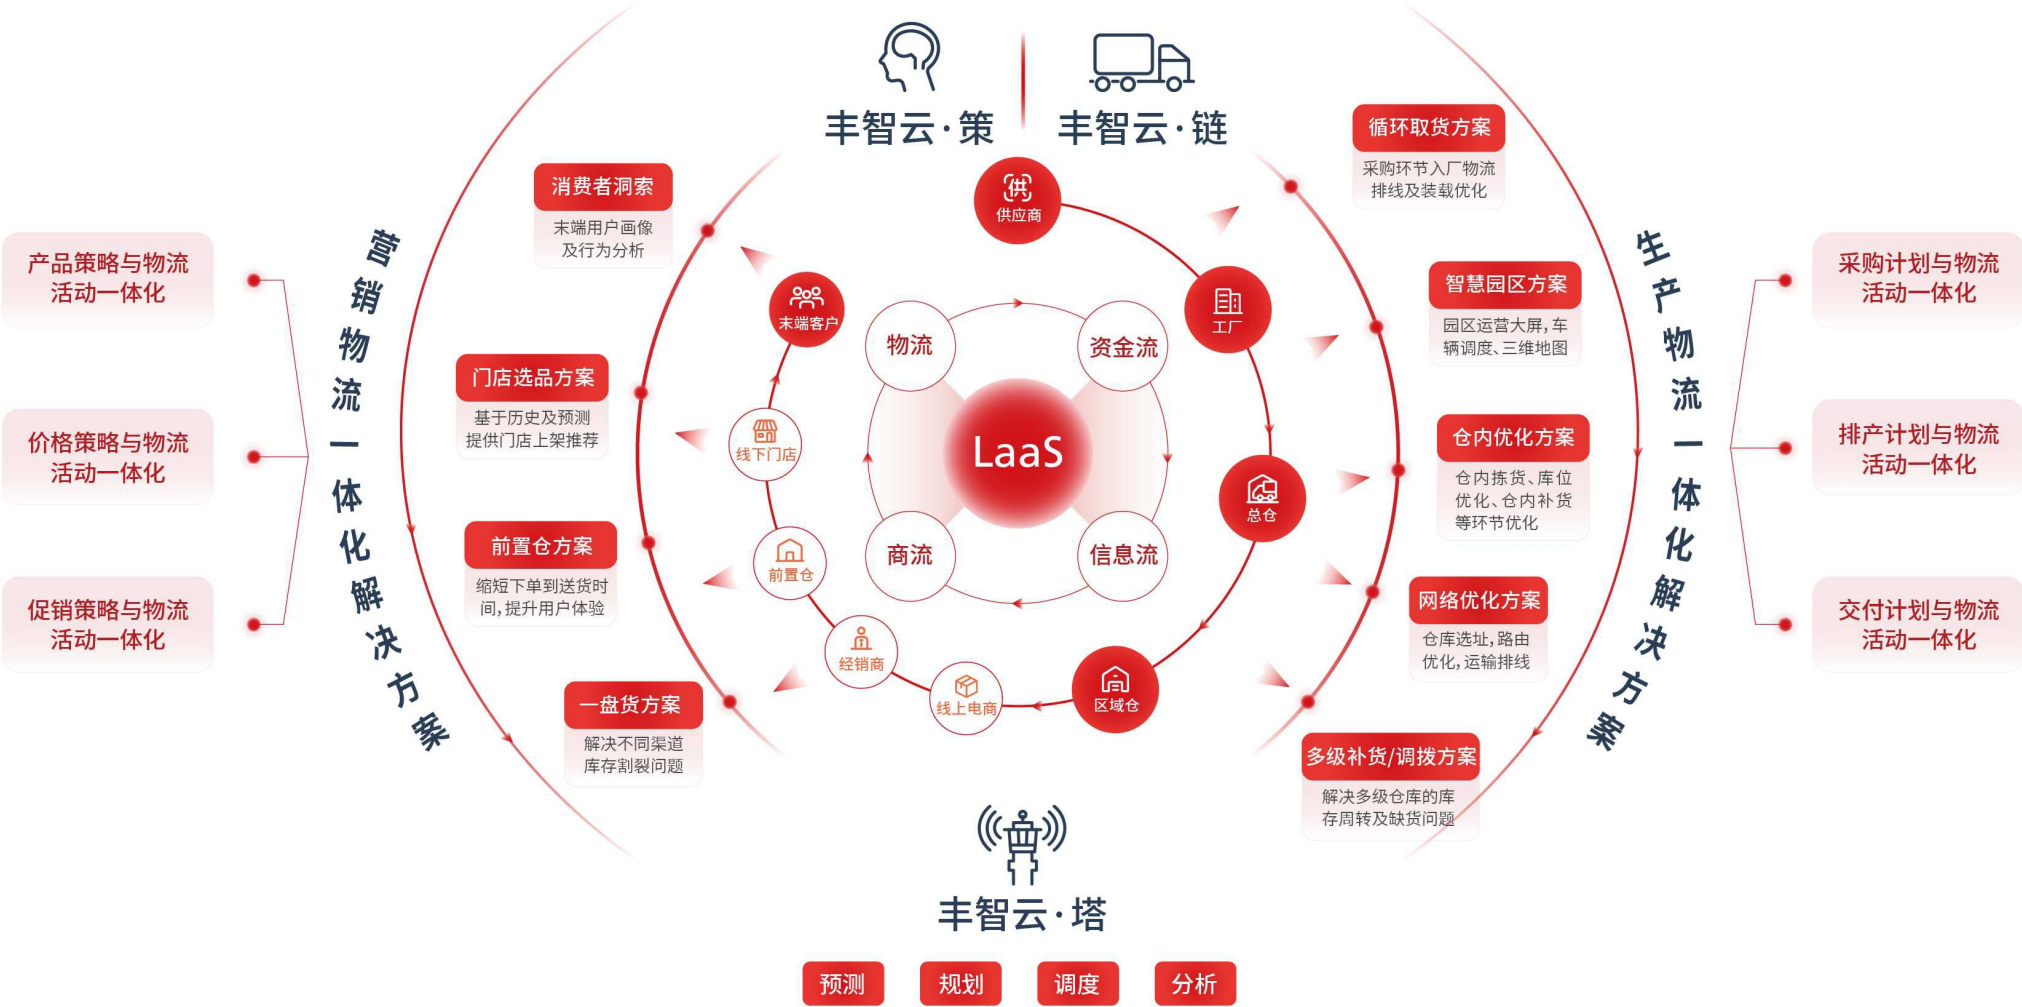 丰智云·策
丰智云·链
营销物流一体化解决方案
产品策略与物流
活动一体化
价格策略与物流
活动一体化
促销策略与物流
活动一体化
消费者洞索
末端用户画像
及行为分析
门店选品方案
基于历史及预测
提供门店上架推荐
前置仓方案
缩短下单到送货时
间,提升用户体验
一盘货方案
解决不同渠道
库存割裂问题
供
供应商
工厂
总仓
区域仓
线上电商
经销商
前置仓
线下门店
末端客户
物流
资金流
LaaS
商流
信息流
循环取货方案
采购环节入厂物流
排线及装载优化
智慧园区方案
园区运营大屏,车
辆调度、三维地图
仓内优化方案
仓内拣货、库位
优化、仓内补货
等环节优化
网络优化方案
仓库选址,路由
优化,运输排线
多级补货/调拨方案
解决多级仓库的库
存周转及缺货问题
生产物流一体化解决方案
采购计划与物流
活动一体化
排产计划与物流
活动一体化
交付计划与物流
活动一体化
丰智云·塔
预测
规划
调度
分析